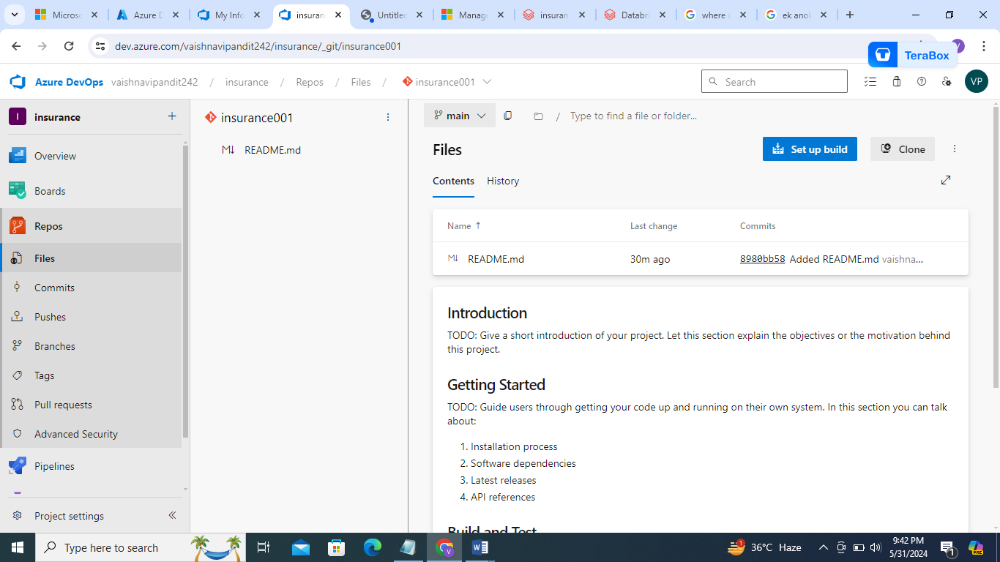 Microso
Azure D
My Info
insuran
Untitled
Manage
insuran
Databri
where c
ek anok
dev.azure.com/vaishnavipandit242/insurance/_git/insurance001
TeraBox
Azure DevOps vaishnavipandit242 / insurance / Repos / Files / insurance001
Search
VP
I insurance
Overview
Boards
Repos
Files
Commits
Pushes
Branches
Tags
Pull requests
Advanced Security
Pipelines
Project settings
insurance001
README.md
main
/ Type to find a file or folder...
Files
Set up build
Clone
Contents History
Name ↑ Last change Commits
README.md 30m ago 8980bb58 Added README.md vaishna...
Introduction
TODO: Give a short introduction of your project. Let this section explain the objectives or the motivation behind
this project.
Getting Started
TODO: Guide users through getting your code up and running on their own system. In this section you can talk
about:
1. Installation process
2. Software dependencies
3. Latest releases
4. API references
Build and Test
Type here to search
36°C Haze
9:42 PM
5/31/2024